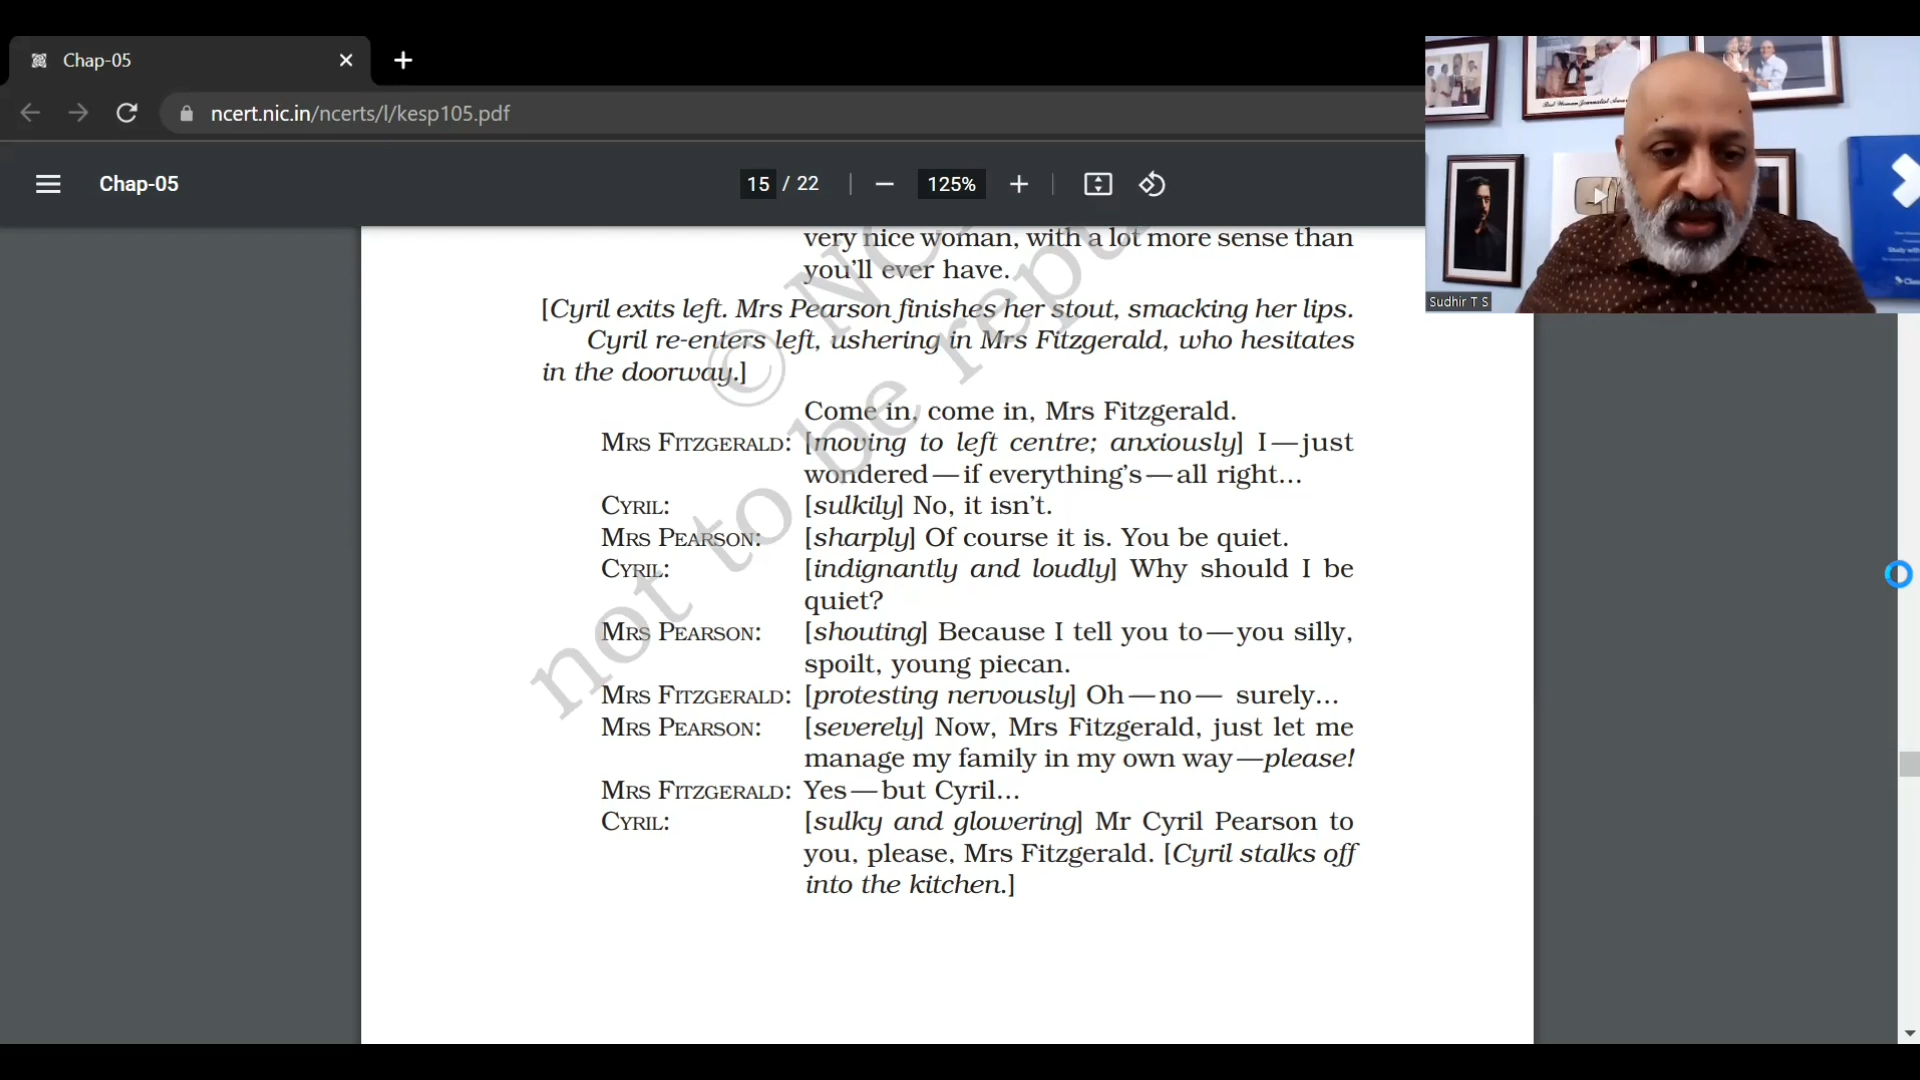 Chap-05
ncert.nic.in/ncerts/l/kesp105.pdf
Chap-05
15 / 22
125%
Sudhir T S
very nice woman, with a lot more sense than
you'll ever have.
[Cyril exits left. Mrs Pearson finishes her stout, smacking her lips.
Cyril re-enters left, ushering in Mrs Fitzgerald, who hesitates
in the doorway.]
Come in, come in, Mrs Fitzgerald.
MRS FITZGERALD: [moving to left centre; anxiously] I—just
wondered—if everything's—all right...
CYRIL: [sulkily] No, it isn't.
MRS PEARSON: [sharply] Of course it is. You be quiet.
CYRIL: [indignantly and loudly] Why should I be
quiet?
MRS PEARSON: [shouting] Because I tell you to—you silly,
spoilt, young piecan.
MRS FITZGERALD: [protesting nervously] Oh—no— surely...
MRS PEARSON: [severely] Now, Mrs Fitzgerald, just let me
manage my family in my own way—please!
MRS FITZGERALD: Yes—but Cyril...
CYRIL: [sulky and glowering] Mr Cyril Pearson to
you, please, Mrs Fitzgerald. [Cyril stalks off
into the kitchen.]
© NC
not to be rep